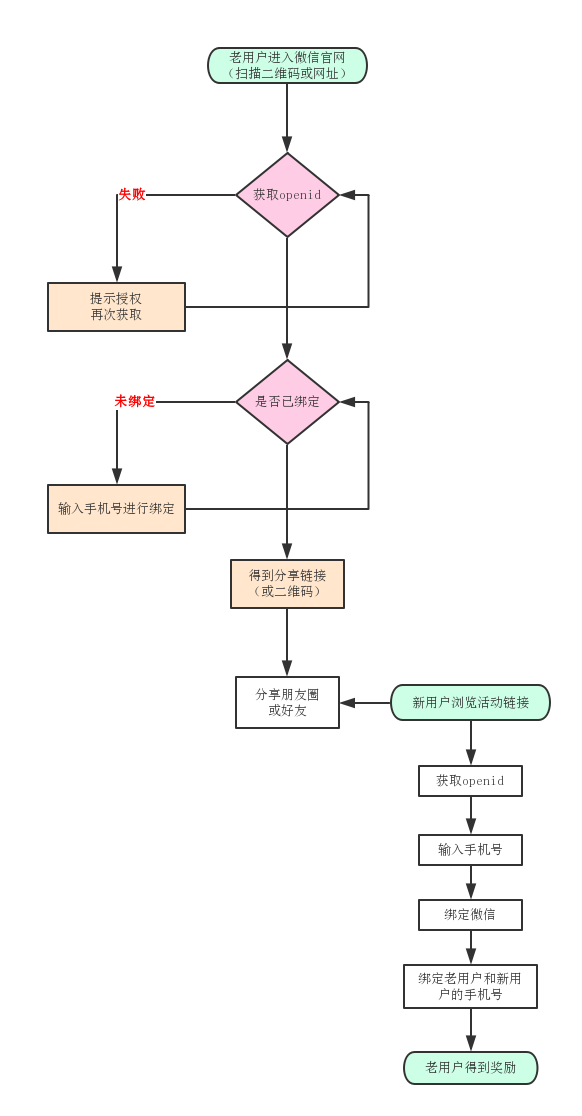 老用户进入微信官网
（扫描二维码或网址）
获取openid
失败
提示授权
再次获取
是否已绑定
未绑定
输入手机号进行绑定
得到分享链接
（或二维码）
分享朋友圈
或好友
新用户浏览活动链接
获取openid
输入手机号
绑定微信
绑定老用户和新用
户的手机号
老用户得到奖励